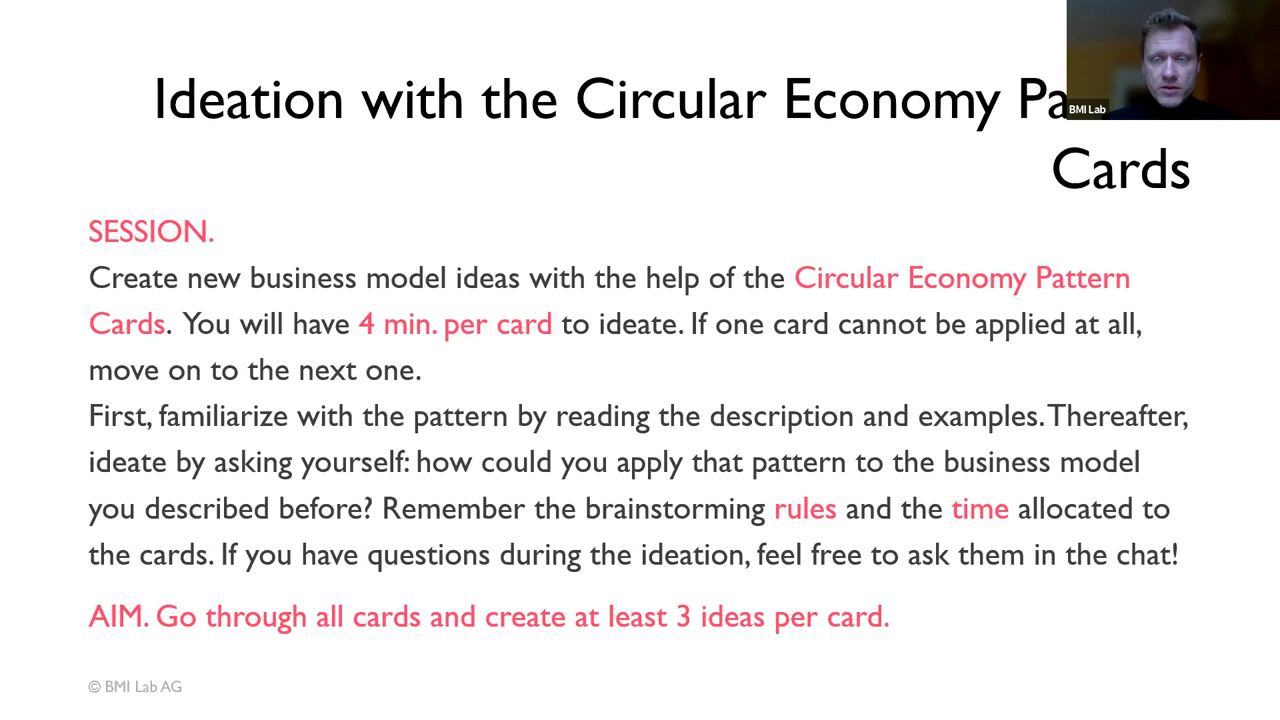 Ideation with the Circular Economy Pa
BMI Lab
Cards
SESSION.
Create new business model ideas with the help of the Circular Economy Pattern
Cards. You will have 4 min. per card to ideate. If one card cannot be applied at all,
move on to the next one.
First, familiarize with the pattern by reading the description and examples. Thereafter,
ideate by asking yourself: how could you apply that pattern to the business model
you described before? Remember the brainstorming rules and the time allocated to
the cards. If you have questions during the ideation, feel free to ask them in the chat!
AIM. Go through all cards and create at least 3 ideas per card.
© BMI Lab AG